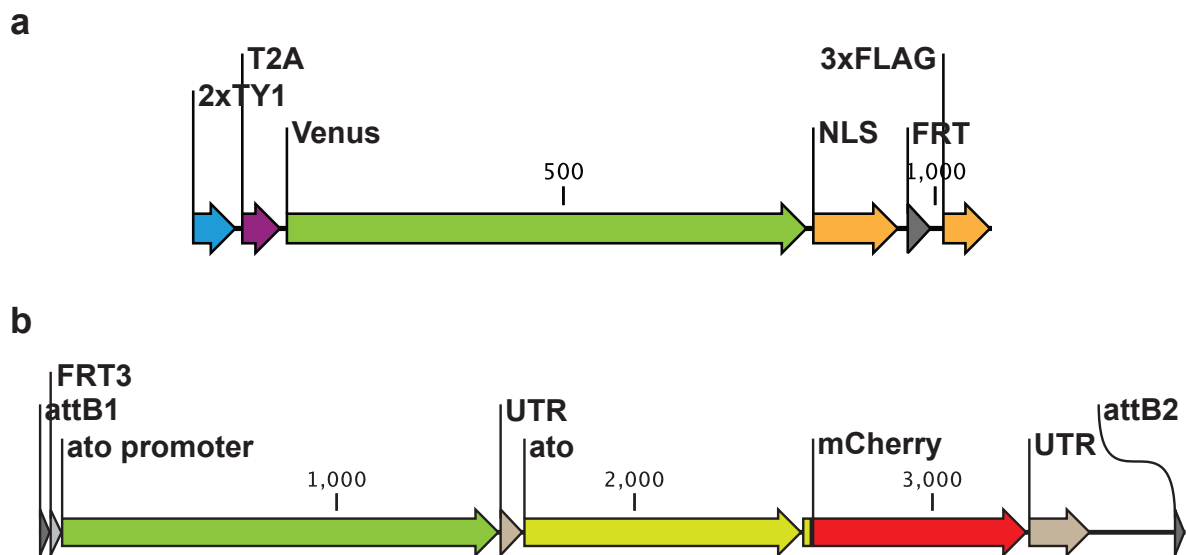 a
T2A
3xFLAG
2xTY1
Venus
NLS
FRT
500
1,000
b
FRT3
attB1
UTR
attB2
ato promoter
ato
mCherry
UTR
1,000
2,000
3,000